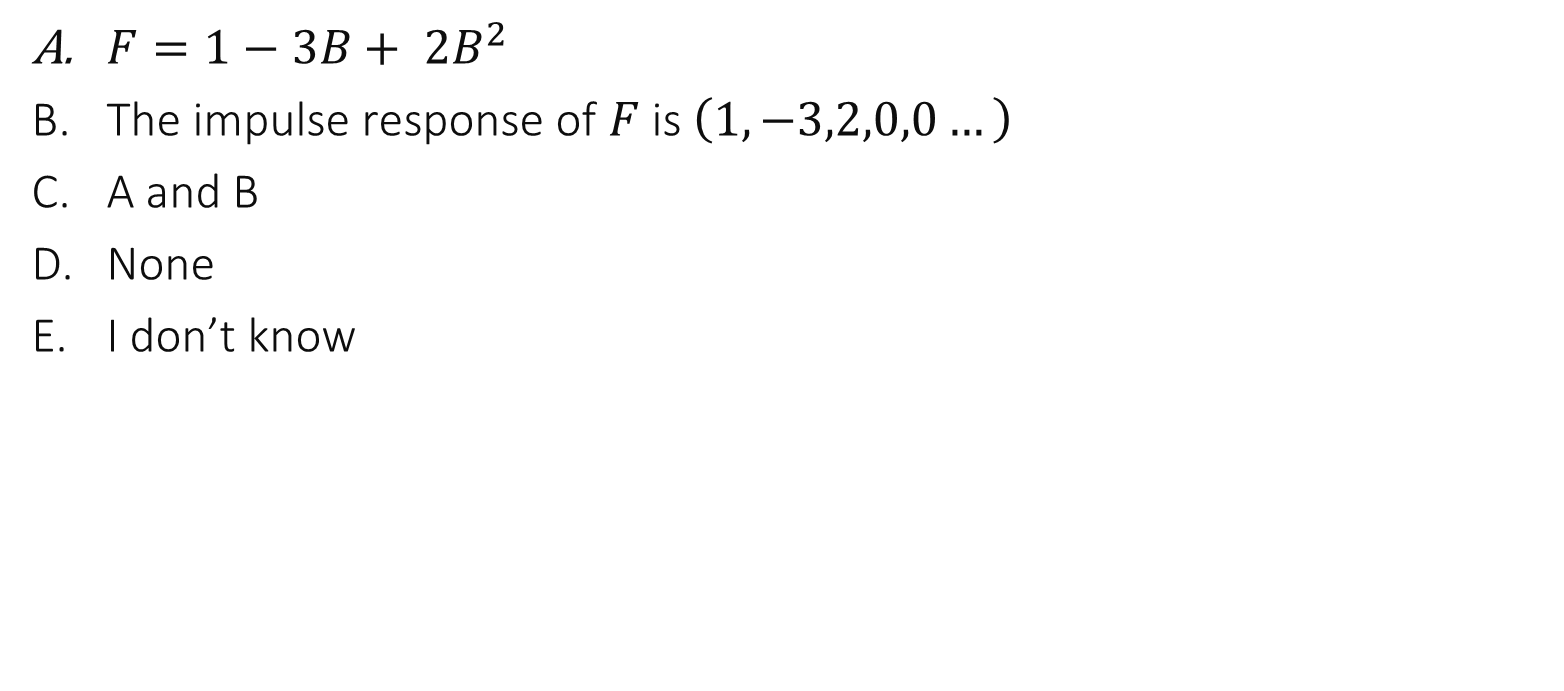 A. F = 1 − 3B + 2B²
B. The impulse response of F is (1, −3,2,0,0 … )
C. A and B
D. None
E. I don’t know